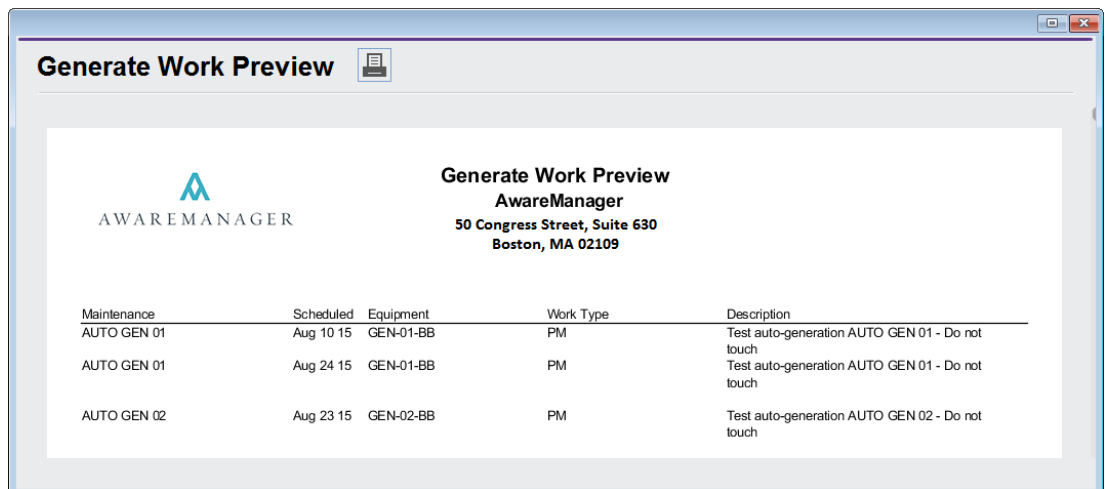 Generate Work Preview
Generate Work Preview
AwareManager
50 Congress Street, Suite 630
Boston, MA 02109
AWAREMANAGER
Maintenance Scheduled Equipment Work Type Description
AUTO GEN 01 Aug 10 15 GEN-01-BB PM Test auto-generation AUTO GEN 01 - Do not
touch
AUTO GEN 01 Aug 24 15 GEN-01-BB PM Test auto-generation AUTO GEN 01 - Do not
touch
AUTO GEN 02 Aug 23 15 GEN-02-BB PM Test auto-generation AUTO GEN 02 - Do not
touch